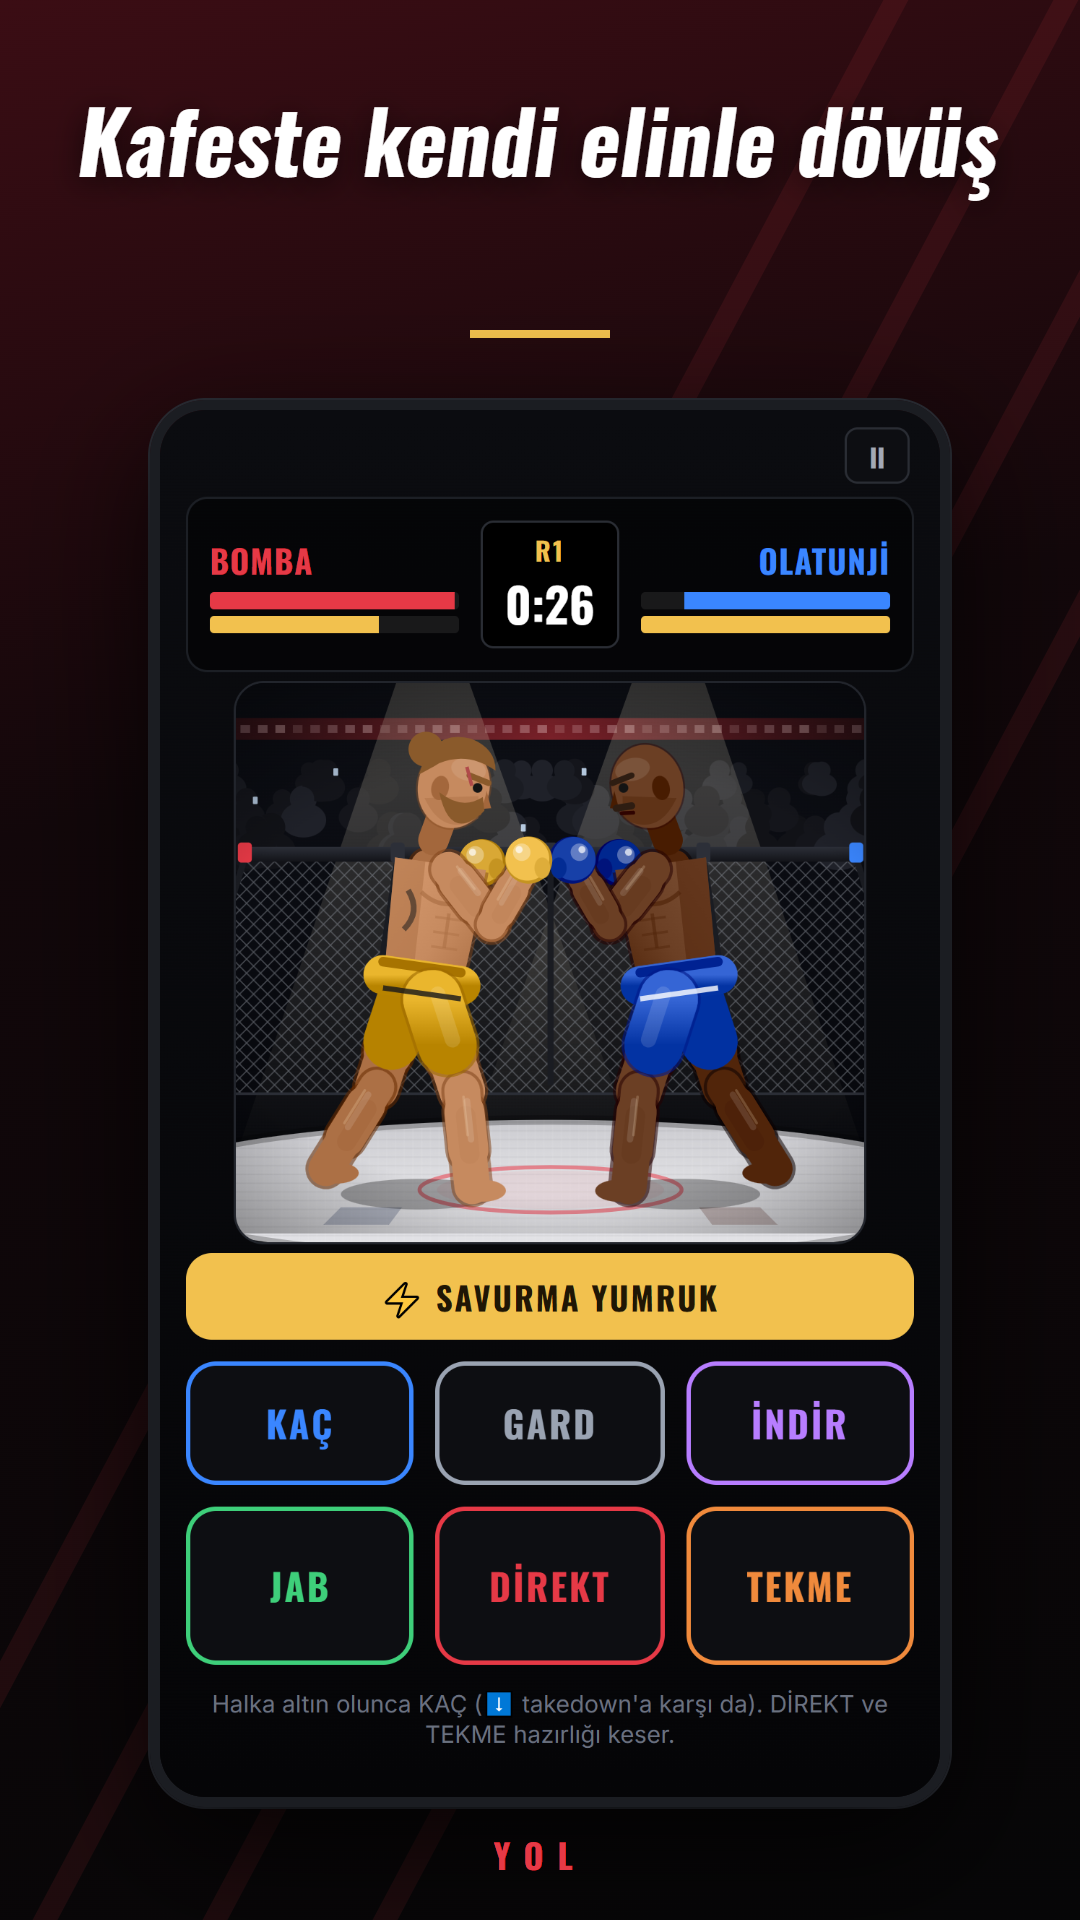 Kafeste kendi elinle dövüş
BOMBA
R1
0:26
OLATUNJİ
SAVURMA YUMRUK
KAÇ
GARD
İNDİR
JAB
DİREKT
TEKME
Halka altın olunca KAÇ (⬇️ takedown'a karşı da). DİREKT ve
TEKME hazırlığı keser.
YOL